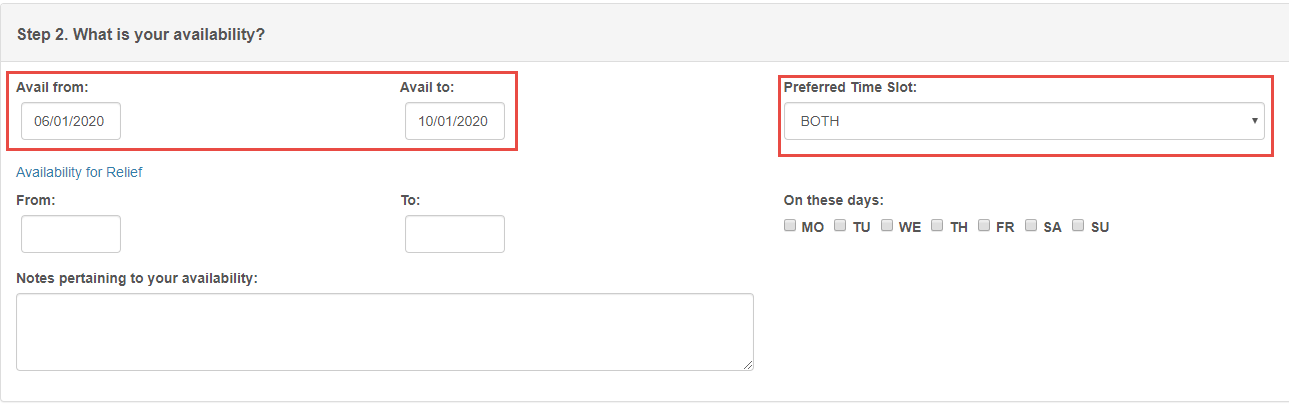 Step 2. What is your availability?
Avail from: Avail to: Preferred Time Slot:
06/01/2020 10/01/2020 BOTH
Availability for Relief
From: To: On these days:
MO TU WE TH FR SA SU
Notes pertaining to your availability: